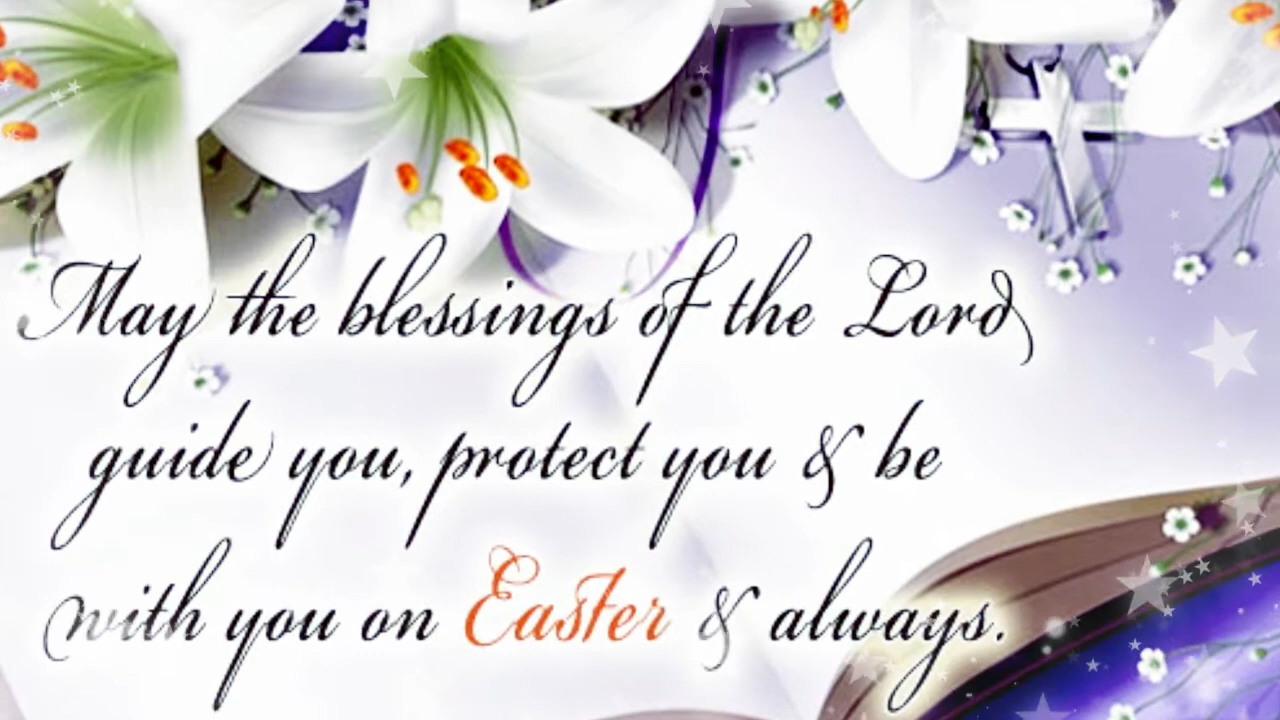 May the blessings of the Lord
guide you, protect you & be
with you on Easter & always.